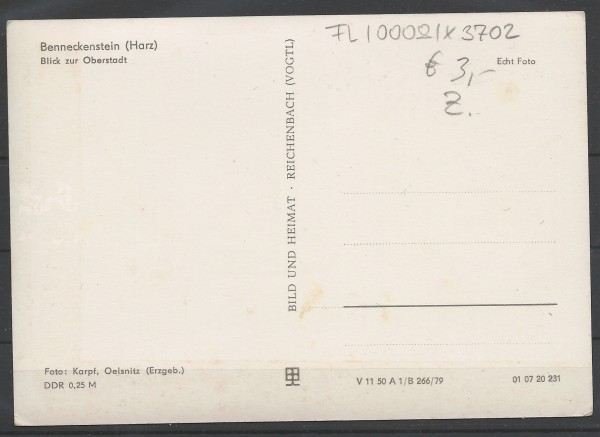 Benneckenstein (Harz)
Blick zur Oberstadt
FL100021X3702
€ 3,-
Z.
Echt Foto
BILD UND HEIMAT · REICHENBACH (VOGTL)
Foto: Karpf, Oelsnitz (Erzgeb.)
DDR 0,25 M
V 11 50 A 1/B 266/79
01 07 20 231